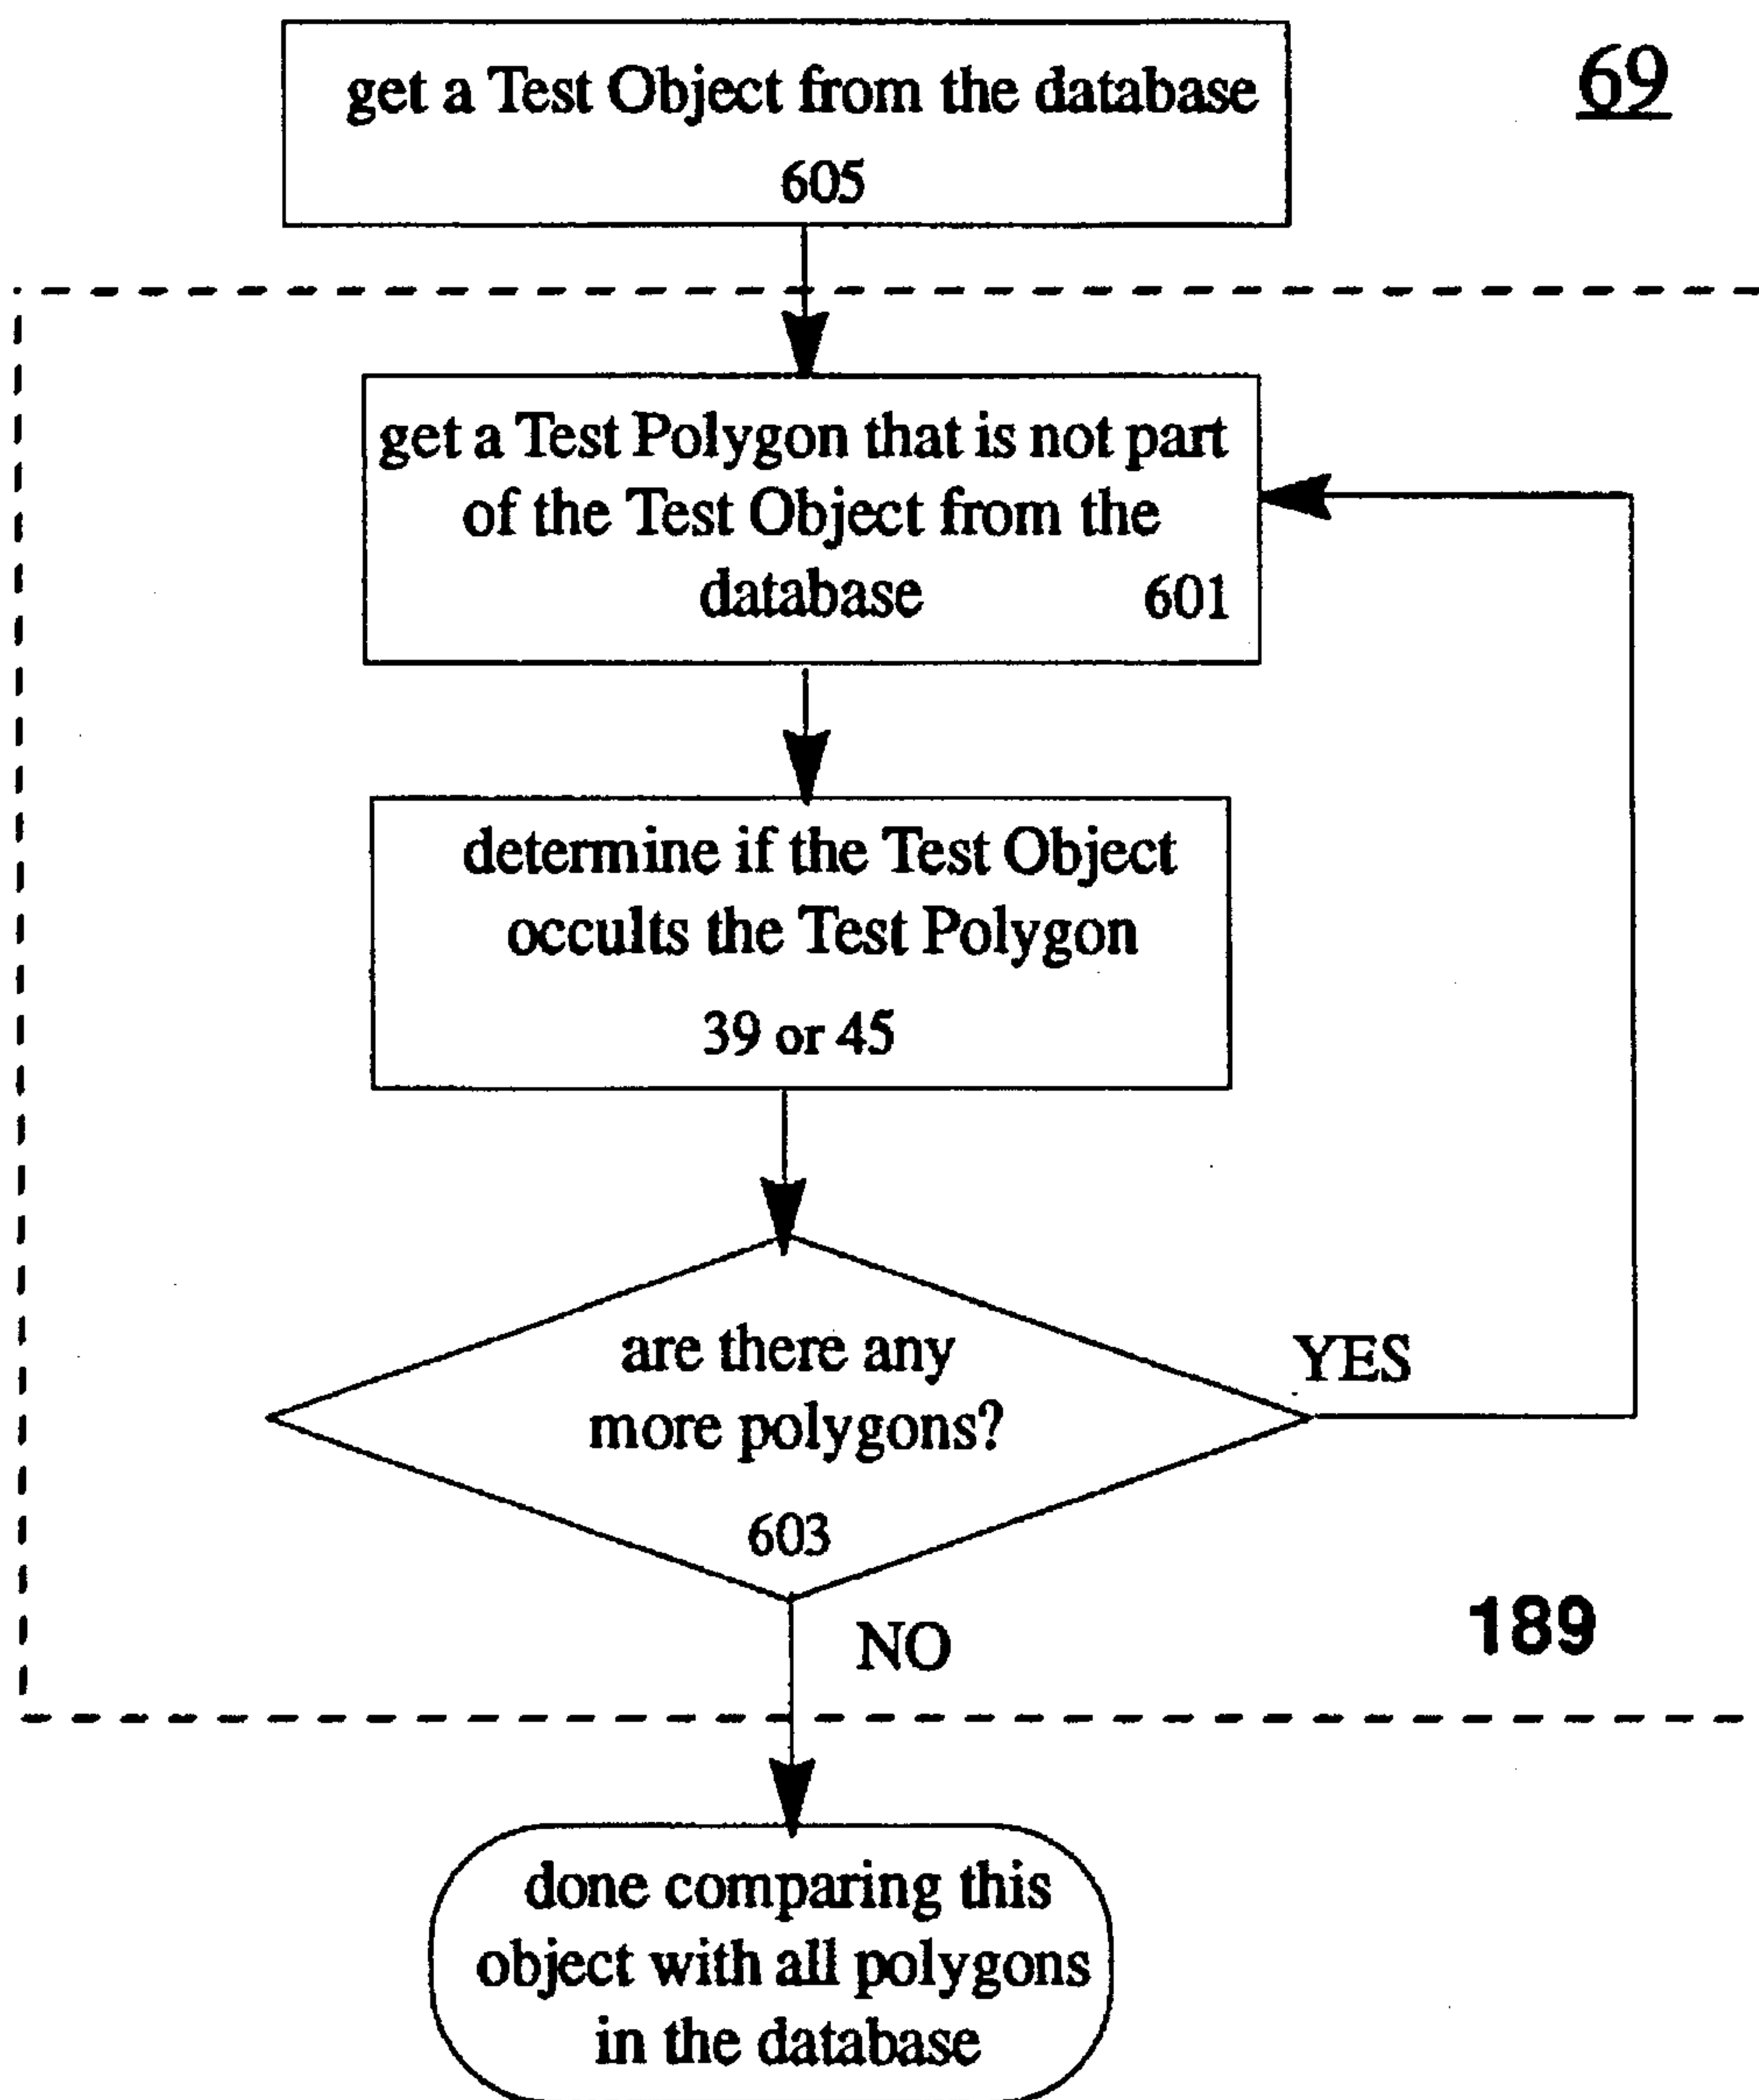 get a Test Object from the database
605
69
get a Test Polygon that is not part
of the Test Object from the
database 601
determine if the Test Object
occults the Test Polygon
39 or 45
are there any
more polygons?
603
YES
NO
189
done comparing this
object with all polygons
in the database